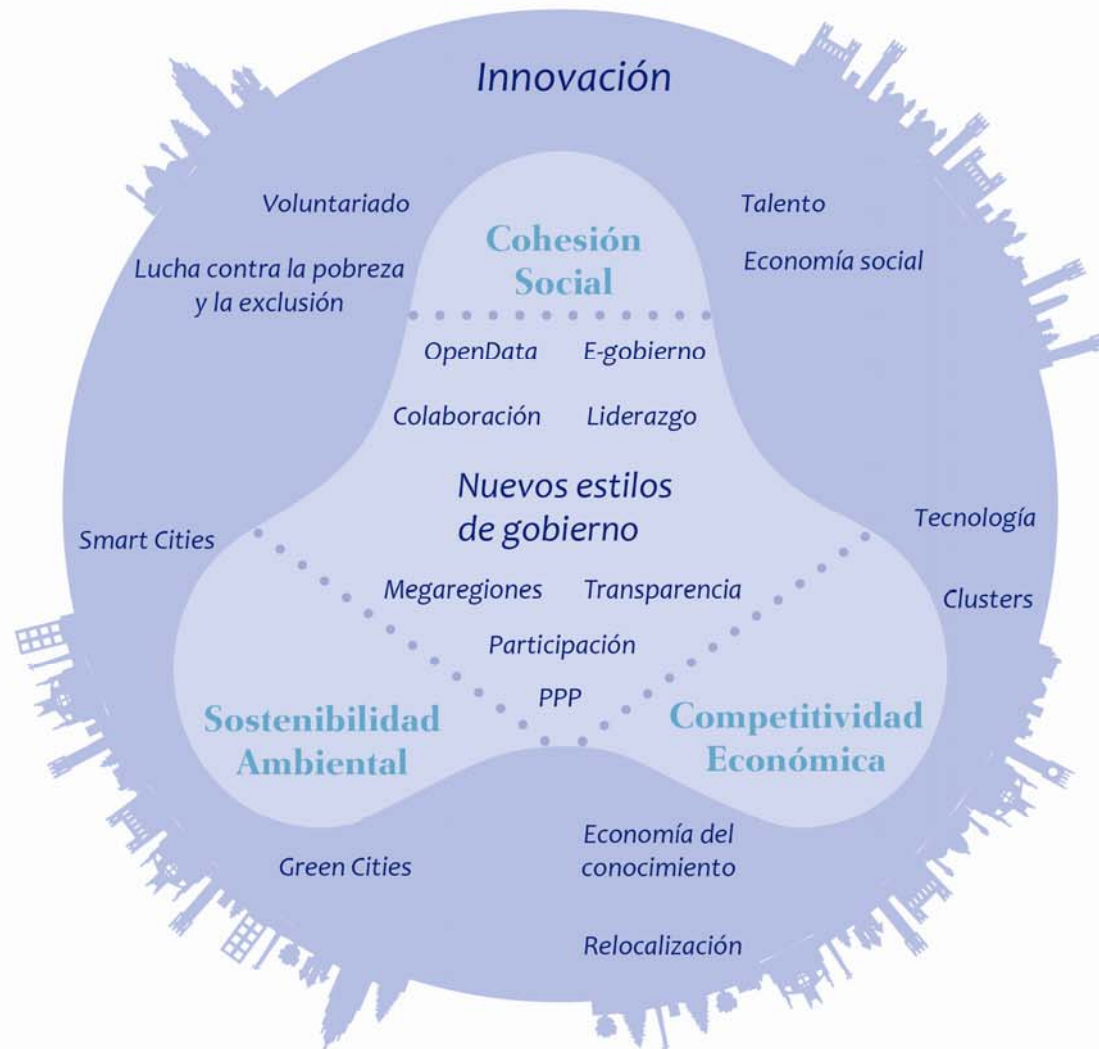 Innovación
Voluntariado
Talento
Cohesión
Social
Economía social
Lucha contra la pobreza
y la exclusión
OpenData
E-gobierno
Colaboración
Liderazgo
Nuevos estilos
de gobierno
Smart Cities
Tecnología
Megaregiones
Transparencia
Clusters
Participación
PPP
Sostenibilidad
Ambiental
Competitividad
Económica
Green Cities
Economía del
conocimiento
Relocalización